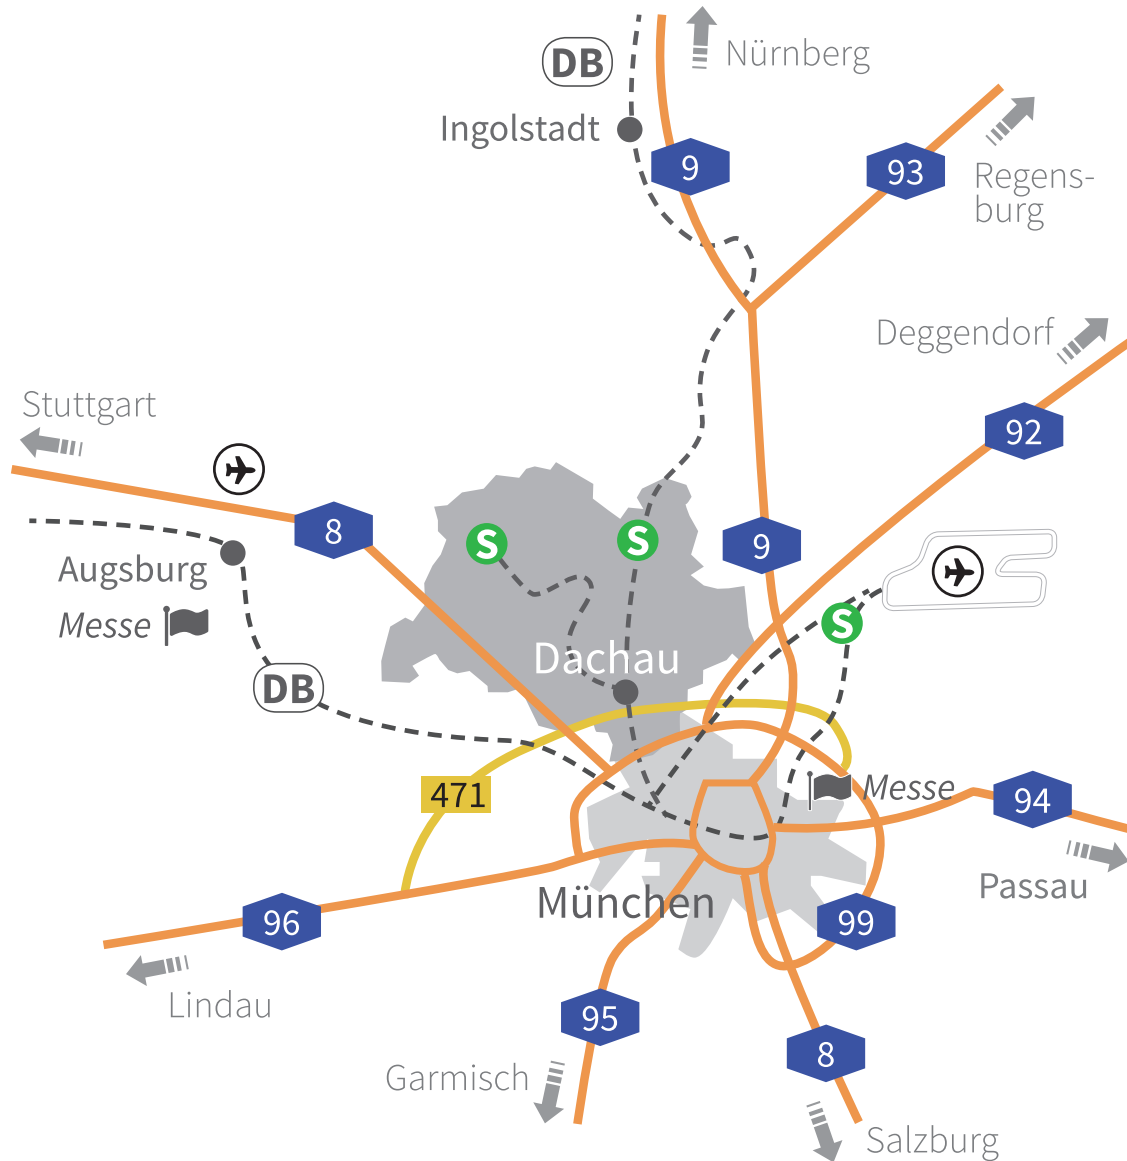 DB
Nürnberg
Ingolstadt
9
93
Regens-
burg
Deggendorf
Stuttgart
92
8
9
S
S
Augsburg
Messe
S
Dachau
DB
471
Messe
94
Passau
München
96
99
Lindau
95
8
Garmisch
Salzburg